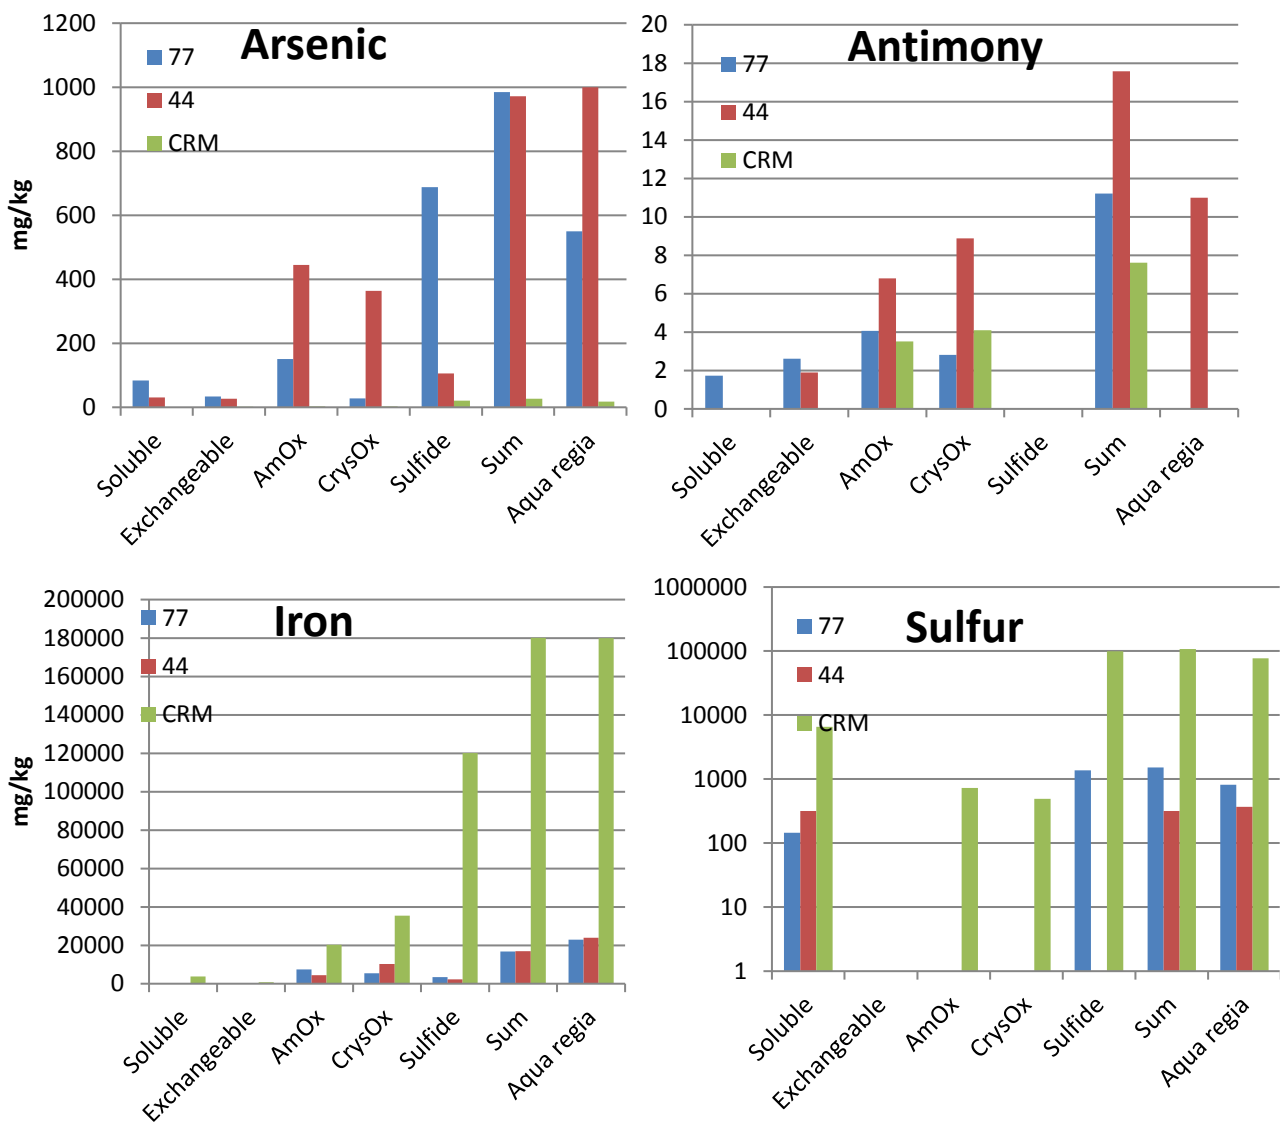 Arsenic
mg/kg
1200
1000
800
600
400
200
0
77
44
CRM
Soluble
Exchangeable
AmOx
CrysOx
Sulfide
Sum
Aqua regia
Antimony
20
18
16
14
12
10
8
6
4
2
0
77
44
CRM
Soluble
Exchangeable
AmOx
CrysOx
Sulfide
Sum
Aqua regia
Iron
mg/kg
200000
180000
160000
140000
120000
100000
80000
60000
40000
20000
0
77
44
CRM
Soluble
Exchangeable
AmOx
CrysOx
Sulfide
Sum
Aqua regia
Sulfur
1000000
100000
10000
1000
100
10
1
77
44
CRM
Soluble
Exchangeable
AmOx
CrysOx
Sulfide
Sum
Aqua regia